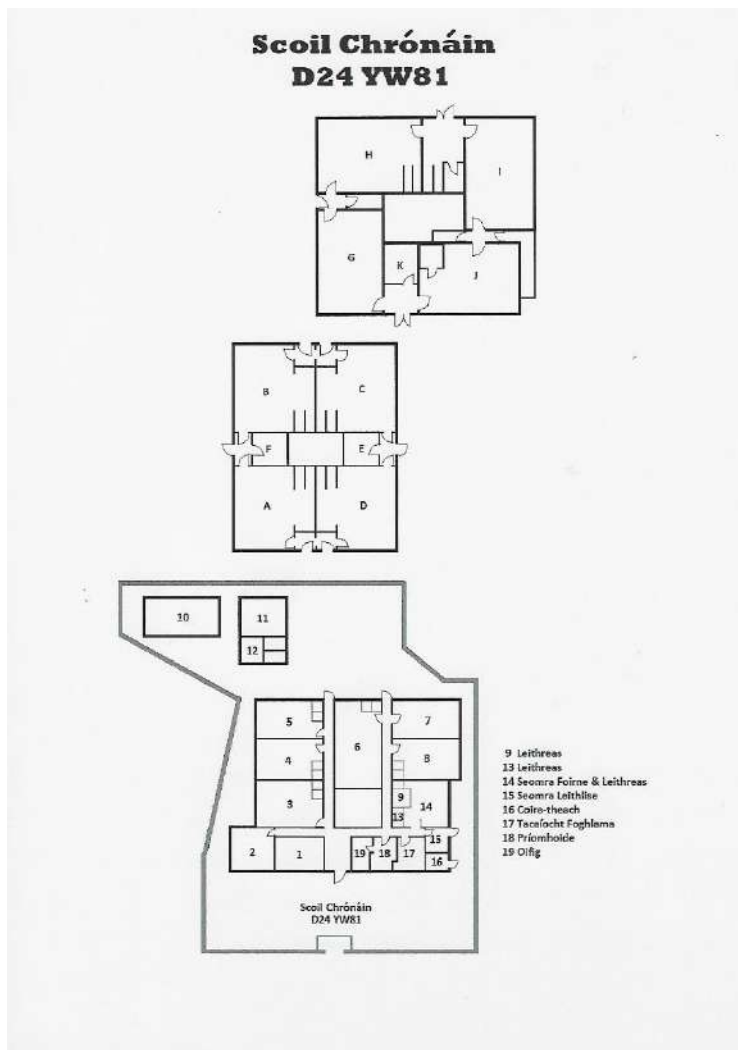 Scoil Chrónáin
D24 YW81
H
I
G
K
J
B
C
F
E
A
D
10
11
12
5
7
6
4
8
3
9
14
13
2
1
19
18
17
15
16
9 Leithreas
13 Leithreas
14 Seomra Foirne & Leithreas
15 Seomra Leithlise
16 Coire-theach
17 Tacaíocht Foghlama
18 Príomhoide
19 Oifig
Scoil Chrónáin
D24 YW81